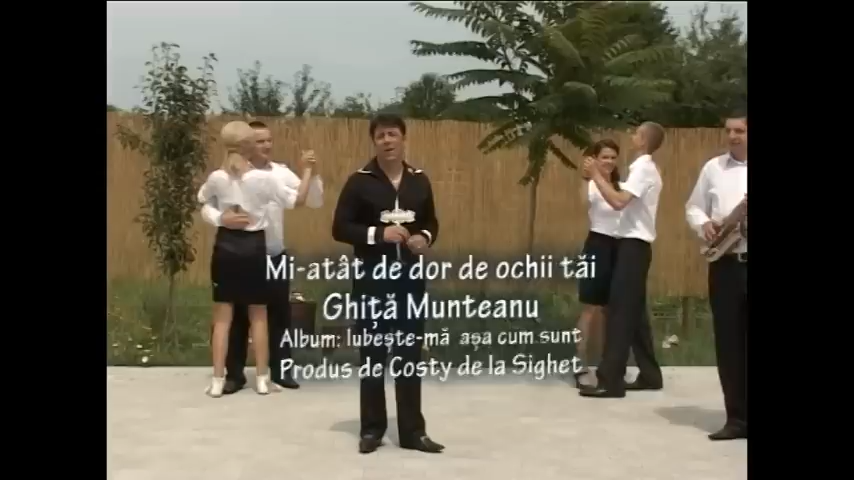 Mi-atât de dor de ochii tăi
Ghiță Munteanu
Album: Iubește-mă așa cum sunt
Produs de Costy de la Sighet